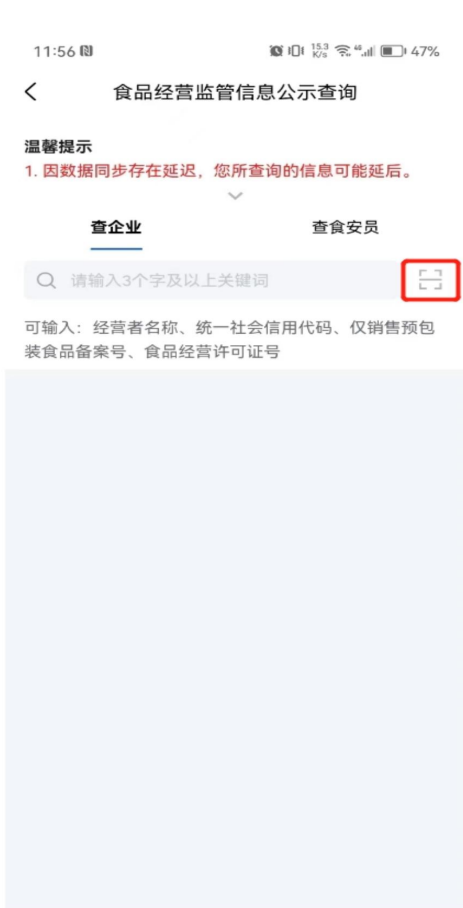 11:56 15.3 K/s 46 47%
食品经营监管信息公示查询
温馨提示
1. 因数据同步存在延迟，您所查询的信息可能延后。
查企业 查食安员
请输入3个字及以上关键词
可输入：经营者名称、统一社会信用代码、仅销售预包
装食品备案号、食品经营许可证号